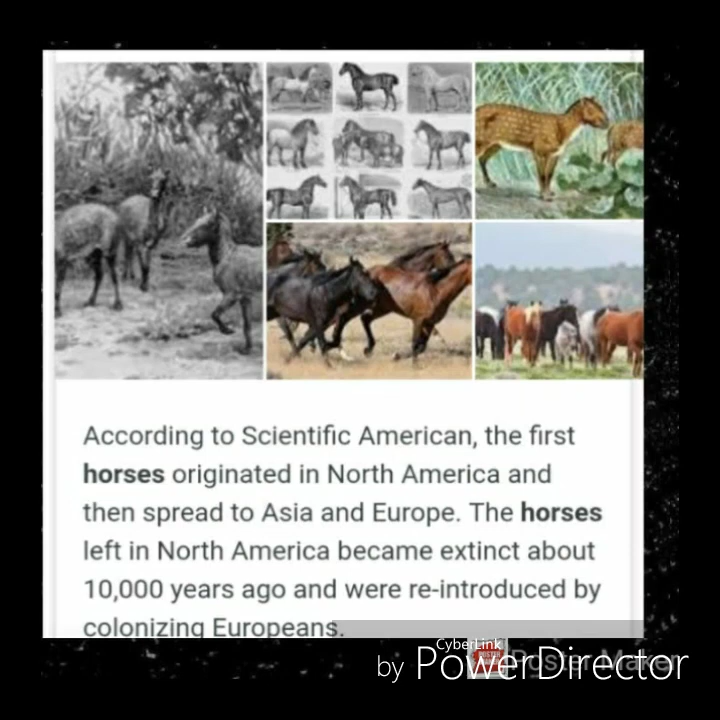 According to Scientific American, the first
horses originated in North America and
then spread to Asia and Europe. The horses
left in North America became extinct about
10,000 years ago and were re-introduced by
colonizing Europeans.
CyberLink
by PowerDirector
Poster Maker